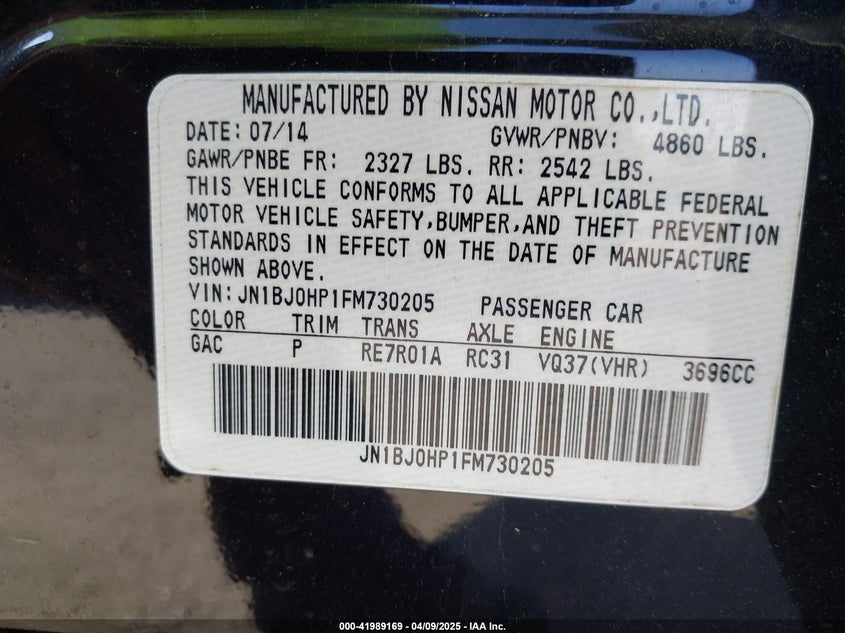 MANUFACTURED BY NISSAN MOTOR CO.,LTD.
DATE: 07/14 GVWR/PNBV: 4860 LBS.
GAWR/PNBE FR: 2327 LBS. RR: 2542 LBS.
THIS VEHICLE CONFORMS TO ALL APPLICABLE FEDERAL
MOTOR VEHICLE SAFETY,BUMPER,AND THEFT PREVENTION
STANDARDS IN EFFECT ON THE DATE OF MANUFACTURE
SHOWN ABOVE.
VIN:JN1BJ0HP1FM730205 PASSENGER CAR
COLOR TRIM TRANS AXLE ENGINE
GAC P RE7R01A RC31 VQ37(VHR) 3696CC
JN1BJ0HP1FM730205
000-41989169 - 04/09/2025 - IAA Inc.